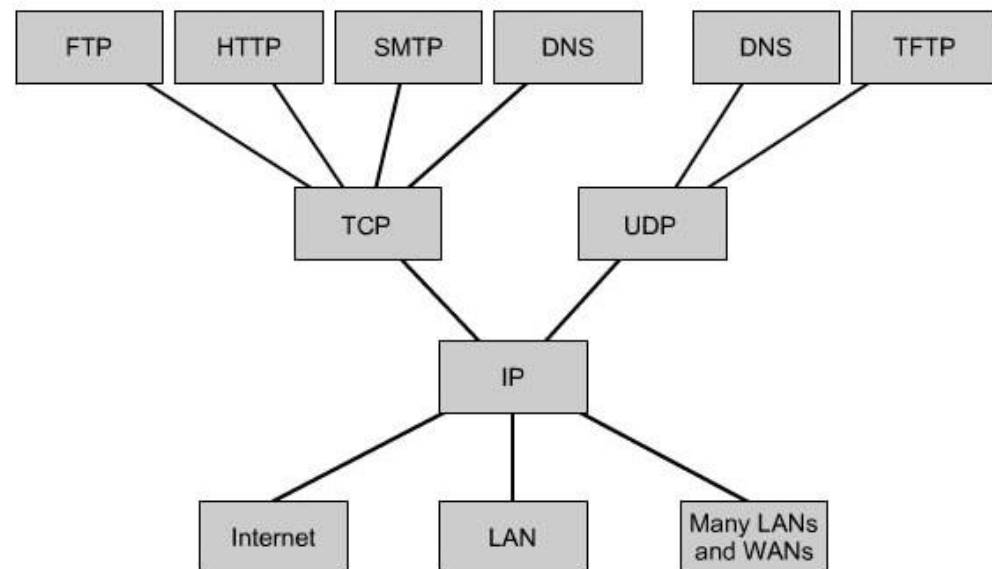 FTP
HTTP
SMTP
DNS
DNS
TFTP
TCP
UDP
IP
Internet
LAN
Many LANs
and WANs